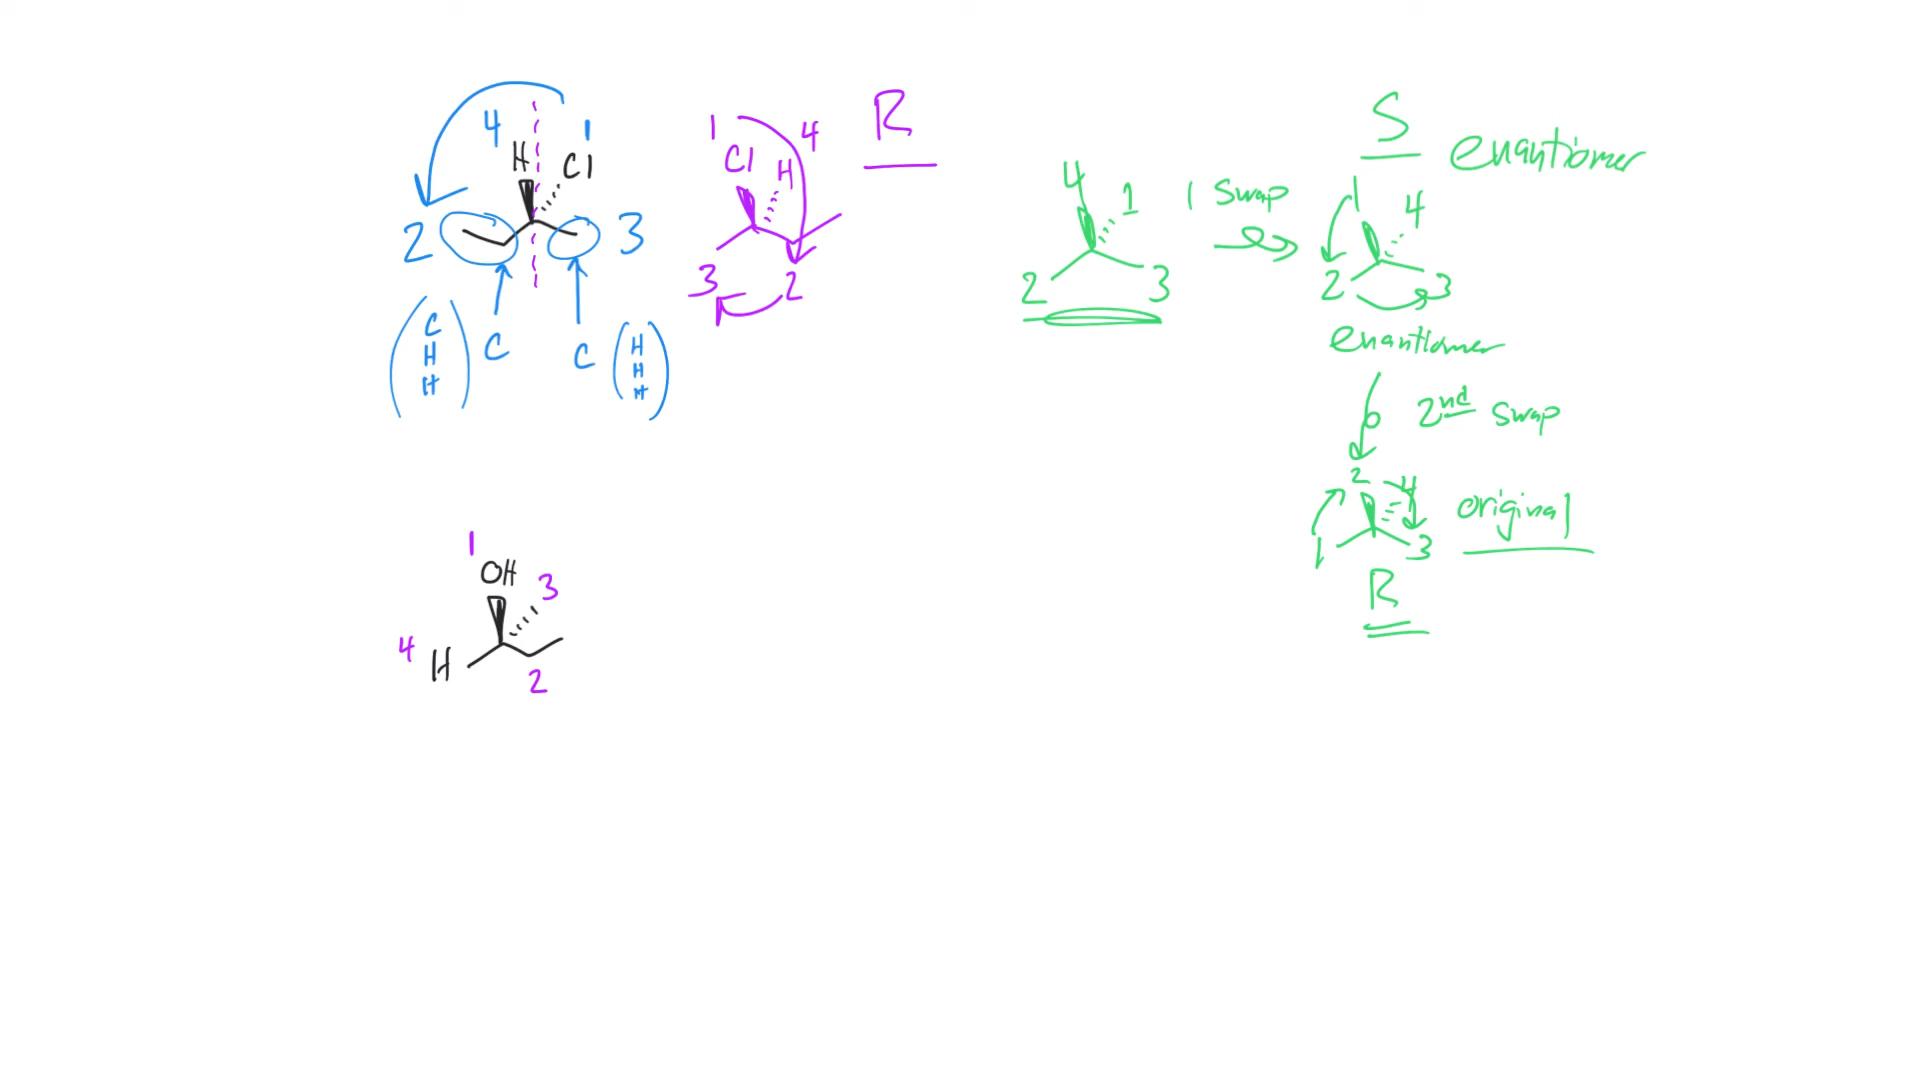 4 1
H Cl
2 3
C C
C
H
H
H
H
H
1 4
Cl H
3 2
R
4 1
2 3
1 Swap
S
enantiomer
1 4
2 3
enantiomer
2nd swap
2 4
1 3
original
R
1
OH 3
4 H
2